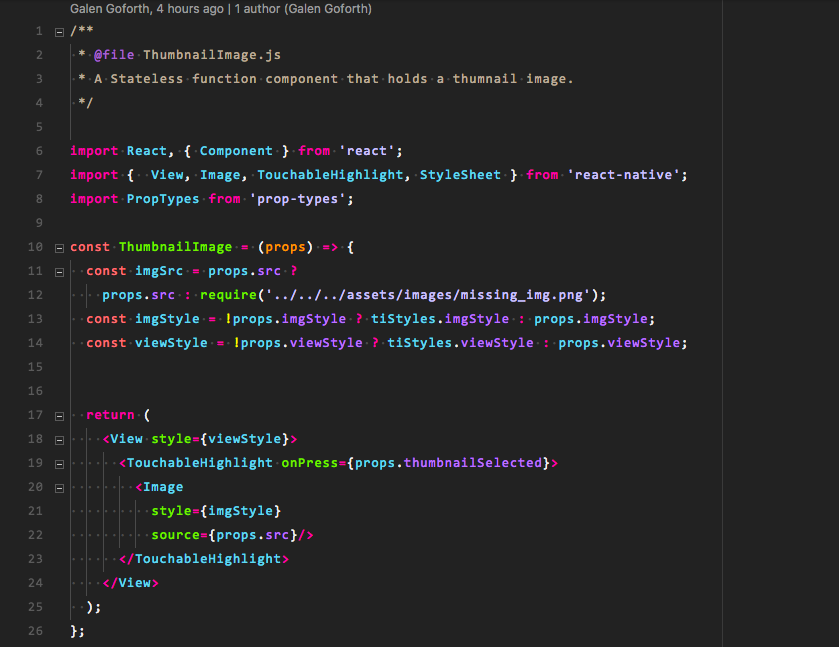 Galen Goforth, 4 hours ago | 1 author (Galen Goforth)
1 /**
2  * @file ThumbnailImage.js
3  * A Stateless function component that holds a thumnail image.
4  */
5
6 import React, { Component } from 'react';
7 import {  View, Image, TouchableHighlight, StyleSheet } from 'react-native';
8 import PropTypes from 'prop-types';
9
10 const ThumbnailImage = (props) => {
11   const imgSrc = props.src ?
12     props.src : require('../../../assets/images/missing_img.png');
13   const imgStyle = !props.imgStyle ? tiStyles.imgStyle : props.imgStyle;
14   const viewStyle = !props.viewStyle ? tiStyles.viewStyle : props.viewStyle;
15
16
17   return (
18     <View style={viewStyle}>
19       <TouchableHighlight onPress={props.thumbnailSelected}>
20         <Image
21           style={imgStyle}
22           source={props.src}/>
23       </TouchableHighlight>
24     </View>
25   );
26 };